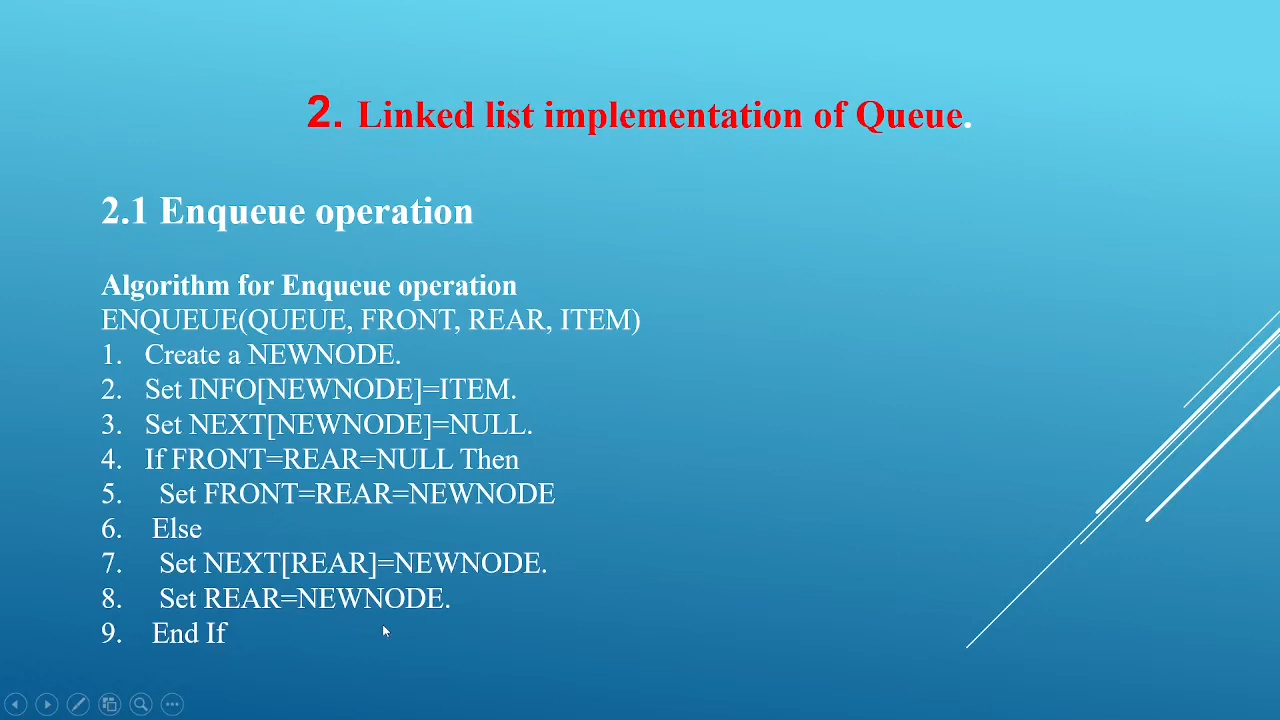 2. Linked list implementation of Queue.
2.1 Enqueue operation
Algorithm for Enqueue operation
ENQUEUE(QUEUE, FRONT, REAR, ITEM)
1. Create a NEWNODE.
2. Set INFO[NEWNODE]=ITEM.
3. Set NEXT[NEWNODE]=NULL.
4. If FRONT=REAR=NULL Then
5. Set FRONT=REAR=NEWNODE
6. Else
7. Set NEXT[REAR]=NEWNODE.
8. Set REAR=NEWNODE.
9. End If